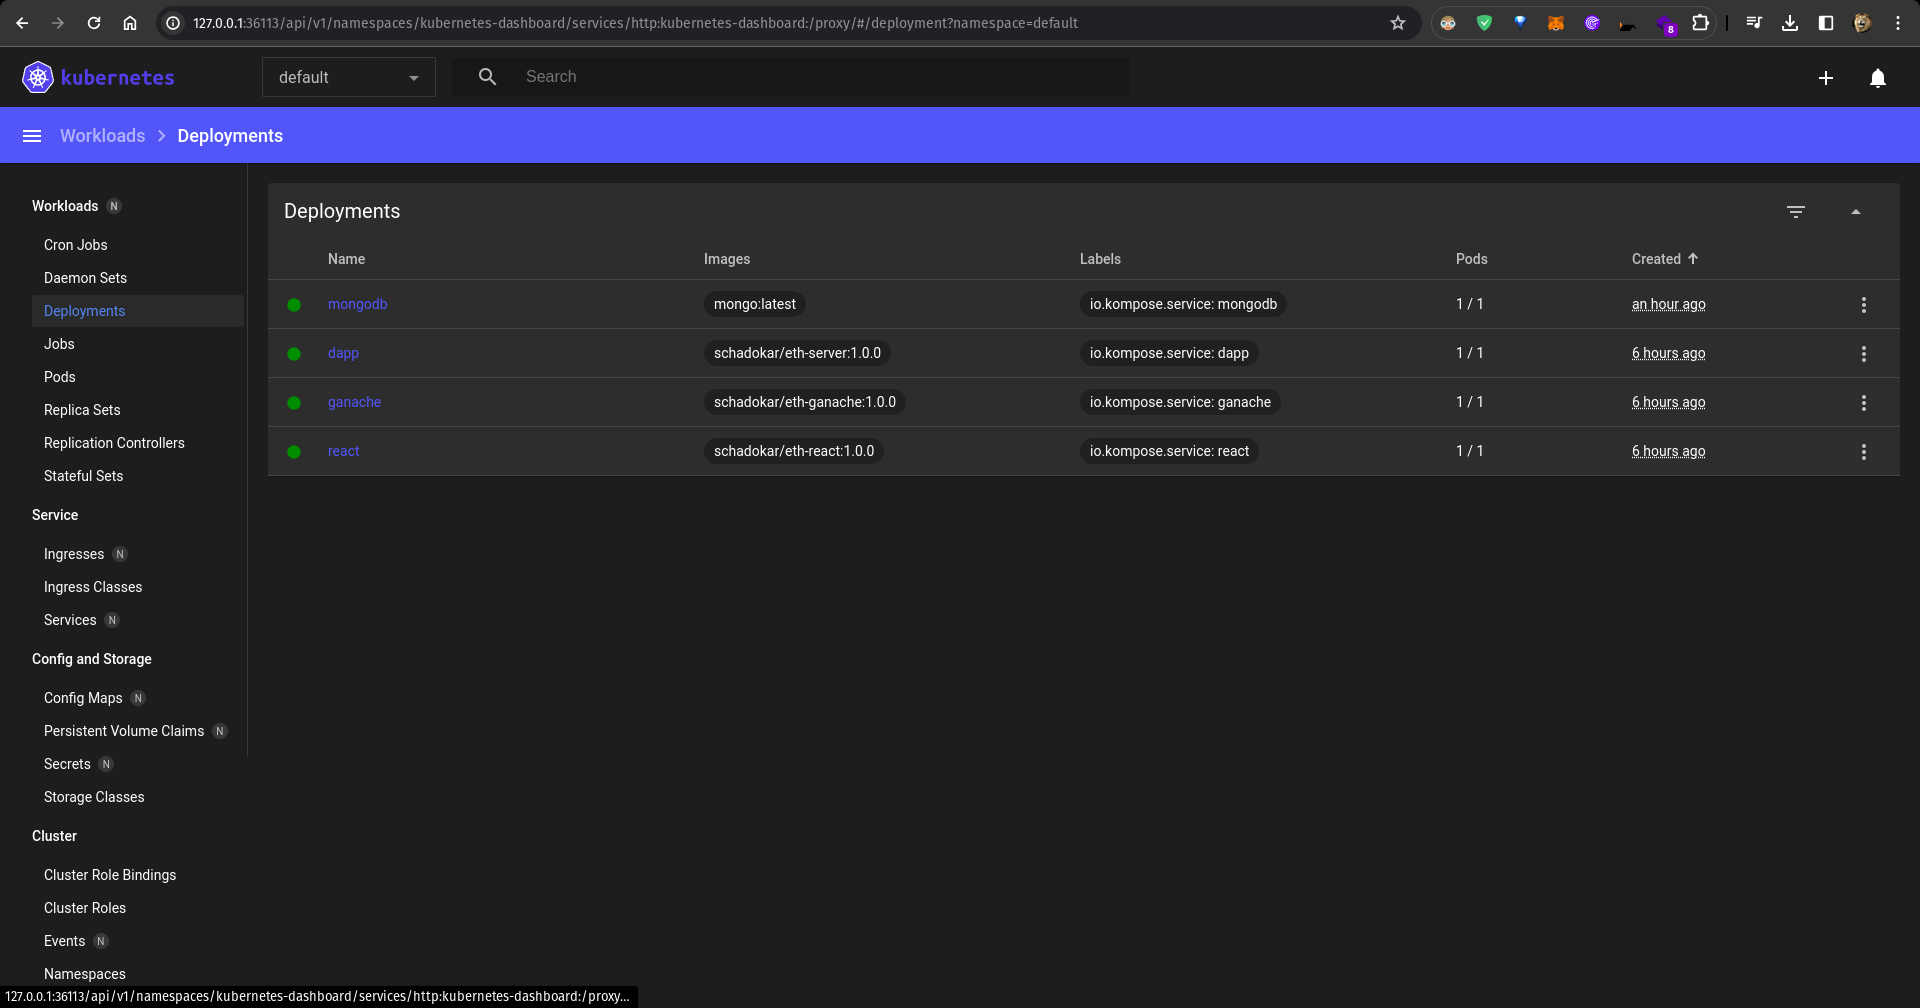 127.0.0.1:36113/api/v1/namespaces/kubernetes-dashboard/services/http:kubernetes-dashboard:/proxy/#/deployment?namespace=default
8
kubernetes
default
Search
Workloads > Deployments
Workloads N
Cron Jobs
Daemon Sets
Deployments
Jobs
Pods
Replica Sets
Replication Controllers
Stateful Sets
Service
Ingresses N
Ingress Classes
Services N
Config and Storage
Config Maps N
Persistent Volume Claims N
Secrets N
Storage Classes
Cluster
Cluster Role Bindings
Cluster Roles
Events N
Namespaces
Deployments
Name Images Labels Pods Created
mongodb mongo:latest io.kompose.service: mongodb 1 / 1 an hour ago
dapp schadokar/eth-server:1.0.0 io.kompose.service: dapp 1 / 1 6 hours ago
ganache schadokar/eth-ganache:1.0.0 io.kompose.service: ganache 1 / 1 6 hours ago
react schadokar/eth-react:1.0.0 io.kompose.service: react 1 / 1 6 hours ago
127.0.0.1:36113/api/v1/namespaces/kubernetes-dashboard/services/http:kubernetes-dashboard:/proxy...